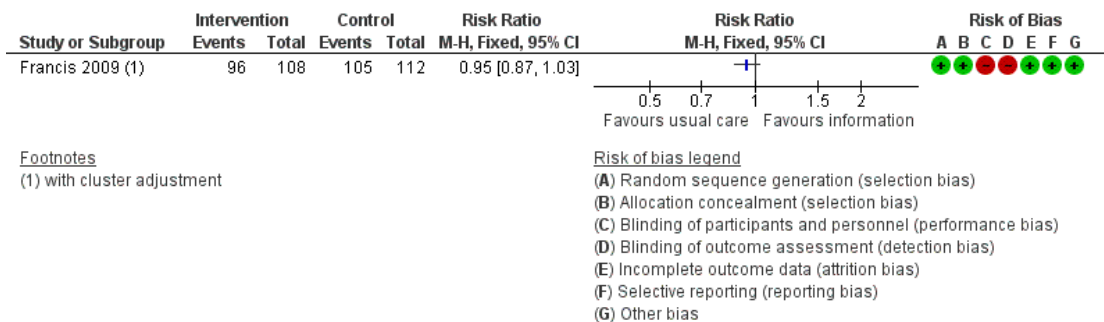 Intervention Control Risk Ratio Risk Ratio Risk of Bias
Study or Subgroup Events Total Events Total M-H, Fixed, 95% CI M-H, Fixed, 95% CI A B C D E F G
Francis 2009 (1) 96 108 105 112 0.95 [0.87, 1.03] + + - - + + +
0.5 0.7 1 1.5 2
Favours usual care Favours information
Footnotes
(1) with cluster adjustment
Risk of bias legend
(A) Random sequence generation (selection bias)
(B) Allocation concealment (selection bias)
(C) Blinding of participants and personnel (performance bias)
(D) Blinding of outcome assessment (detection bias)
(E) Incomplete outcome data (attrition bias)
(F) Selective reporting (reporting bias)
(G) Other bias